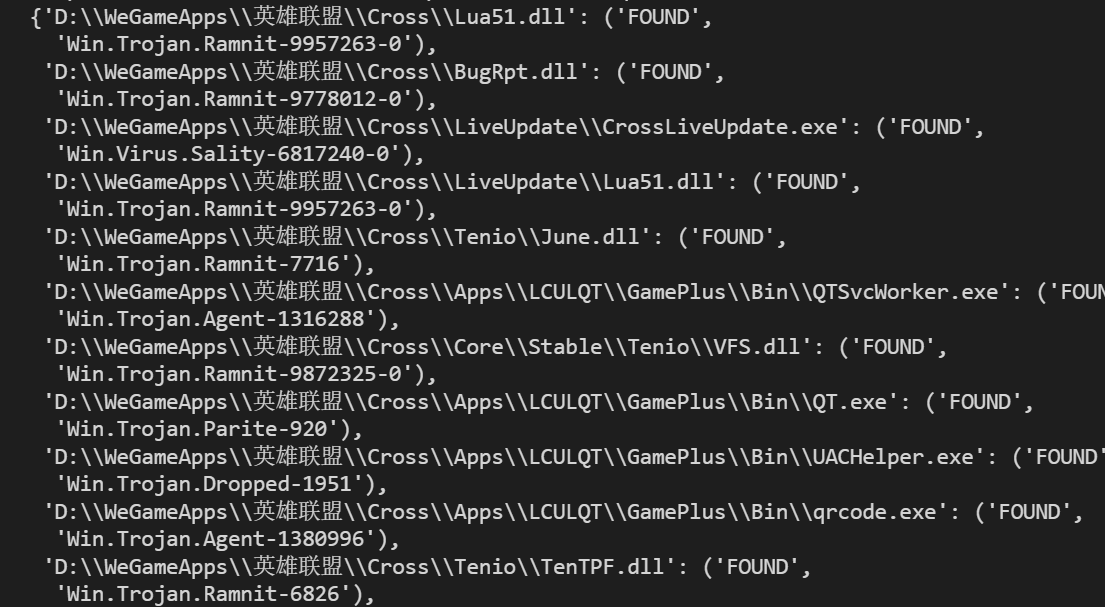 {'D:\\WeGameApps\\英雄联盟\\Cross\\Lua51.dll': ('FOUND',
'Win.Trojan.Ramnit-9957263-0'),
'D:\\WeGameApps\\英雄联盟\\Cross\\BugRpt.dll': ('FOUND',
'Win.Trojan.Ramnit-9778012-0'),
'D:\\WeGameApps\\英雄联盟\\Cross\\LiveUpdate\\CrossLiveUpdate.exe': ('FOUND',
'Win.Virus.Sality-6817240-0'),
'D:\\WeGameApps\\英雄联盟\\Cross\\LiveUpdate\\Lua51.dll': ('FOUND',
'Win.Trojan.Ramnit-9957263-0'),
'D:\\WeGameApps\\英雄联盟\\Cross\\Tenio\\June.dll': ('FOUND',
'Win.Trojan.Ramnit-7716'),
'D:\\WeGameApps\\英雄联盟\\Cross\\Apps\\LCULQT\\GamePlus\\Bin\\QTSvcWorker.exe': ('FOUN
'Win.Trojan.Agent-1316288'),
'D:\\WeGameApps\\英雄联盟\\Cross\\Core\\Stable\\Tenio\\VFS.dll': ('FOUND',
'Win.Trojan.Ramnit-9872325-0'),
'D:\\WeGameApps\\英雄联盟\\Cross\\Apps\\LCULQT\\GamePlus\\Bin\\QT.exe': ('FOUND',
'Win.Trojan.Parite-920'),
'D:\\WeGameApps\\英雄联盟\\Cross\\Apps\\LCULQT\\GamePlus\\Bin\\UACHelper.exe': ('FOUND'
'Win.Trojan.Dropped-1951'),
'D:\\WeGameApps\\英雄联盟\\Cross\\Apps\\LCULQT\\GamePlus\\Bin\\qrcode.exe': ('FOUND',
'Win.Trojan.Agent-1380996'),
'D:\\WeGameApps\\英雄联盟\\Cross\\Tenio\\TenTPF.dll': ('FOUND',
'Win.Trojan.Ramnit-6826'),